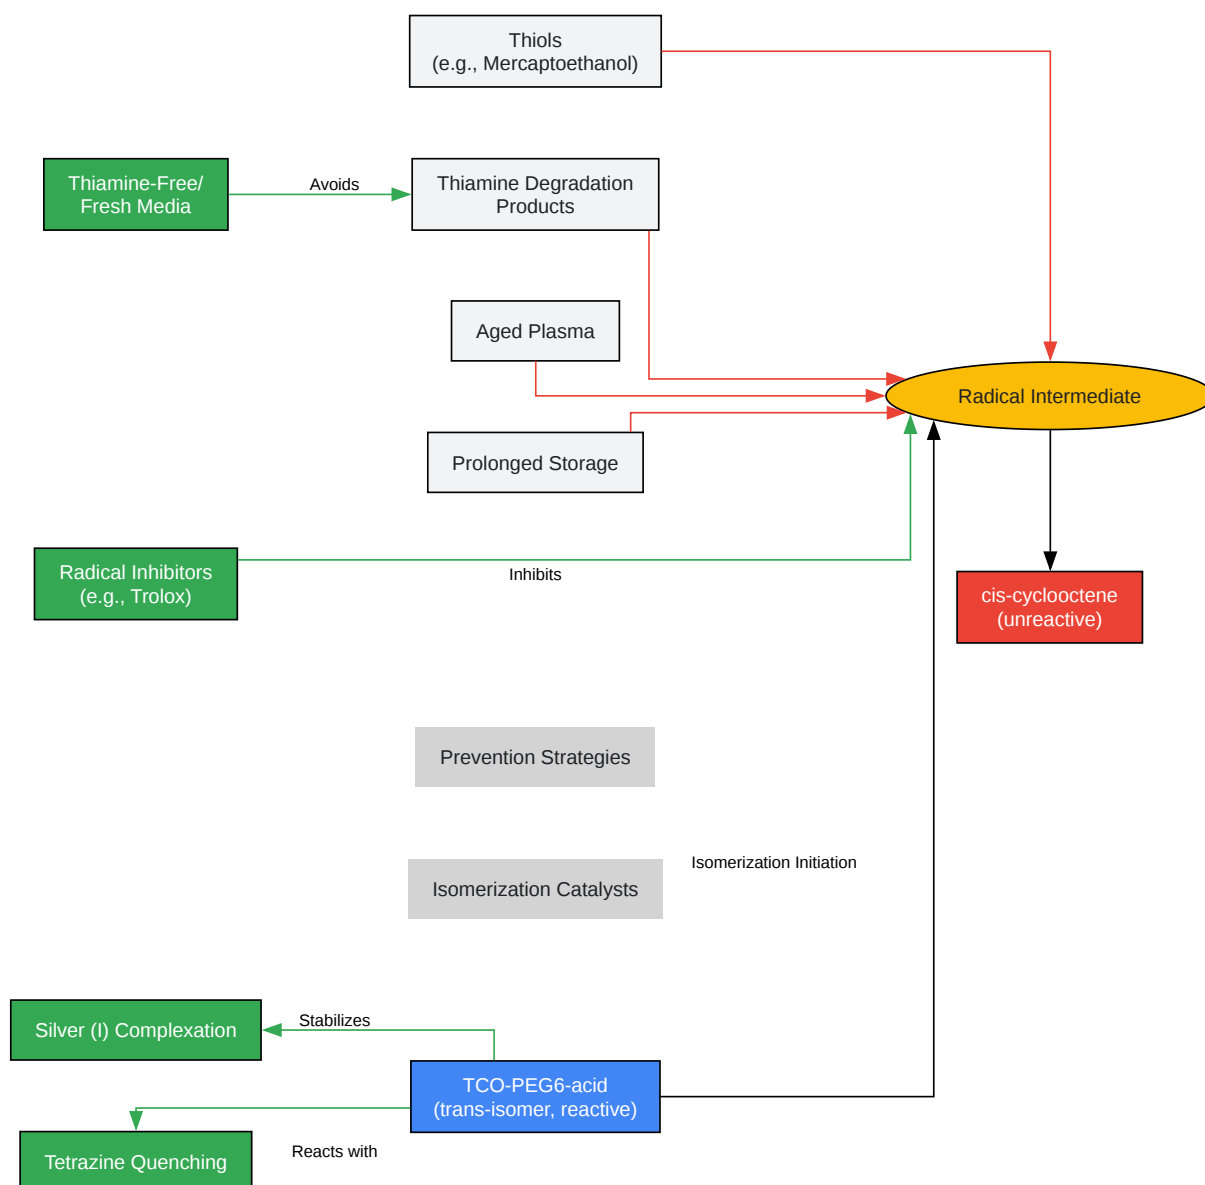 Thiols
(e.g., Mercaptoethanol)
Thiamine-Free/
Fresh Media
Avoids
Thiamine Degradation
Products
Aged Plasma
Radical Intermediate
Prolonged Storage
Radical Inhibitors
(e.g., Trolox)
Inhibits
cis-cyclooctene
(unreactive)
Prevention Strategies
Isomerization Initiation
Isomerization Catalysts
Silver (I) Complexation
Stabilizes
TCO-PEG6-acid
(trans-isomer, reactive)
Reacts with
Tetrazine Quenching